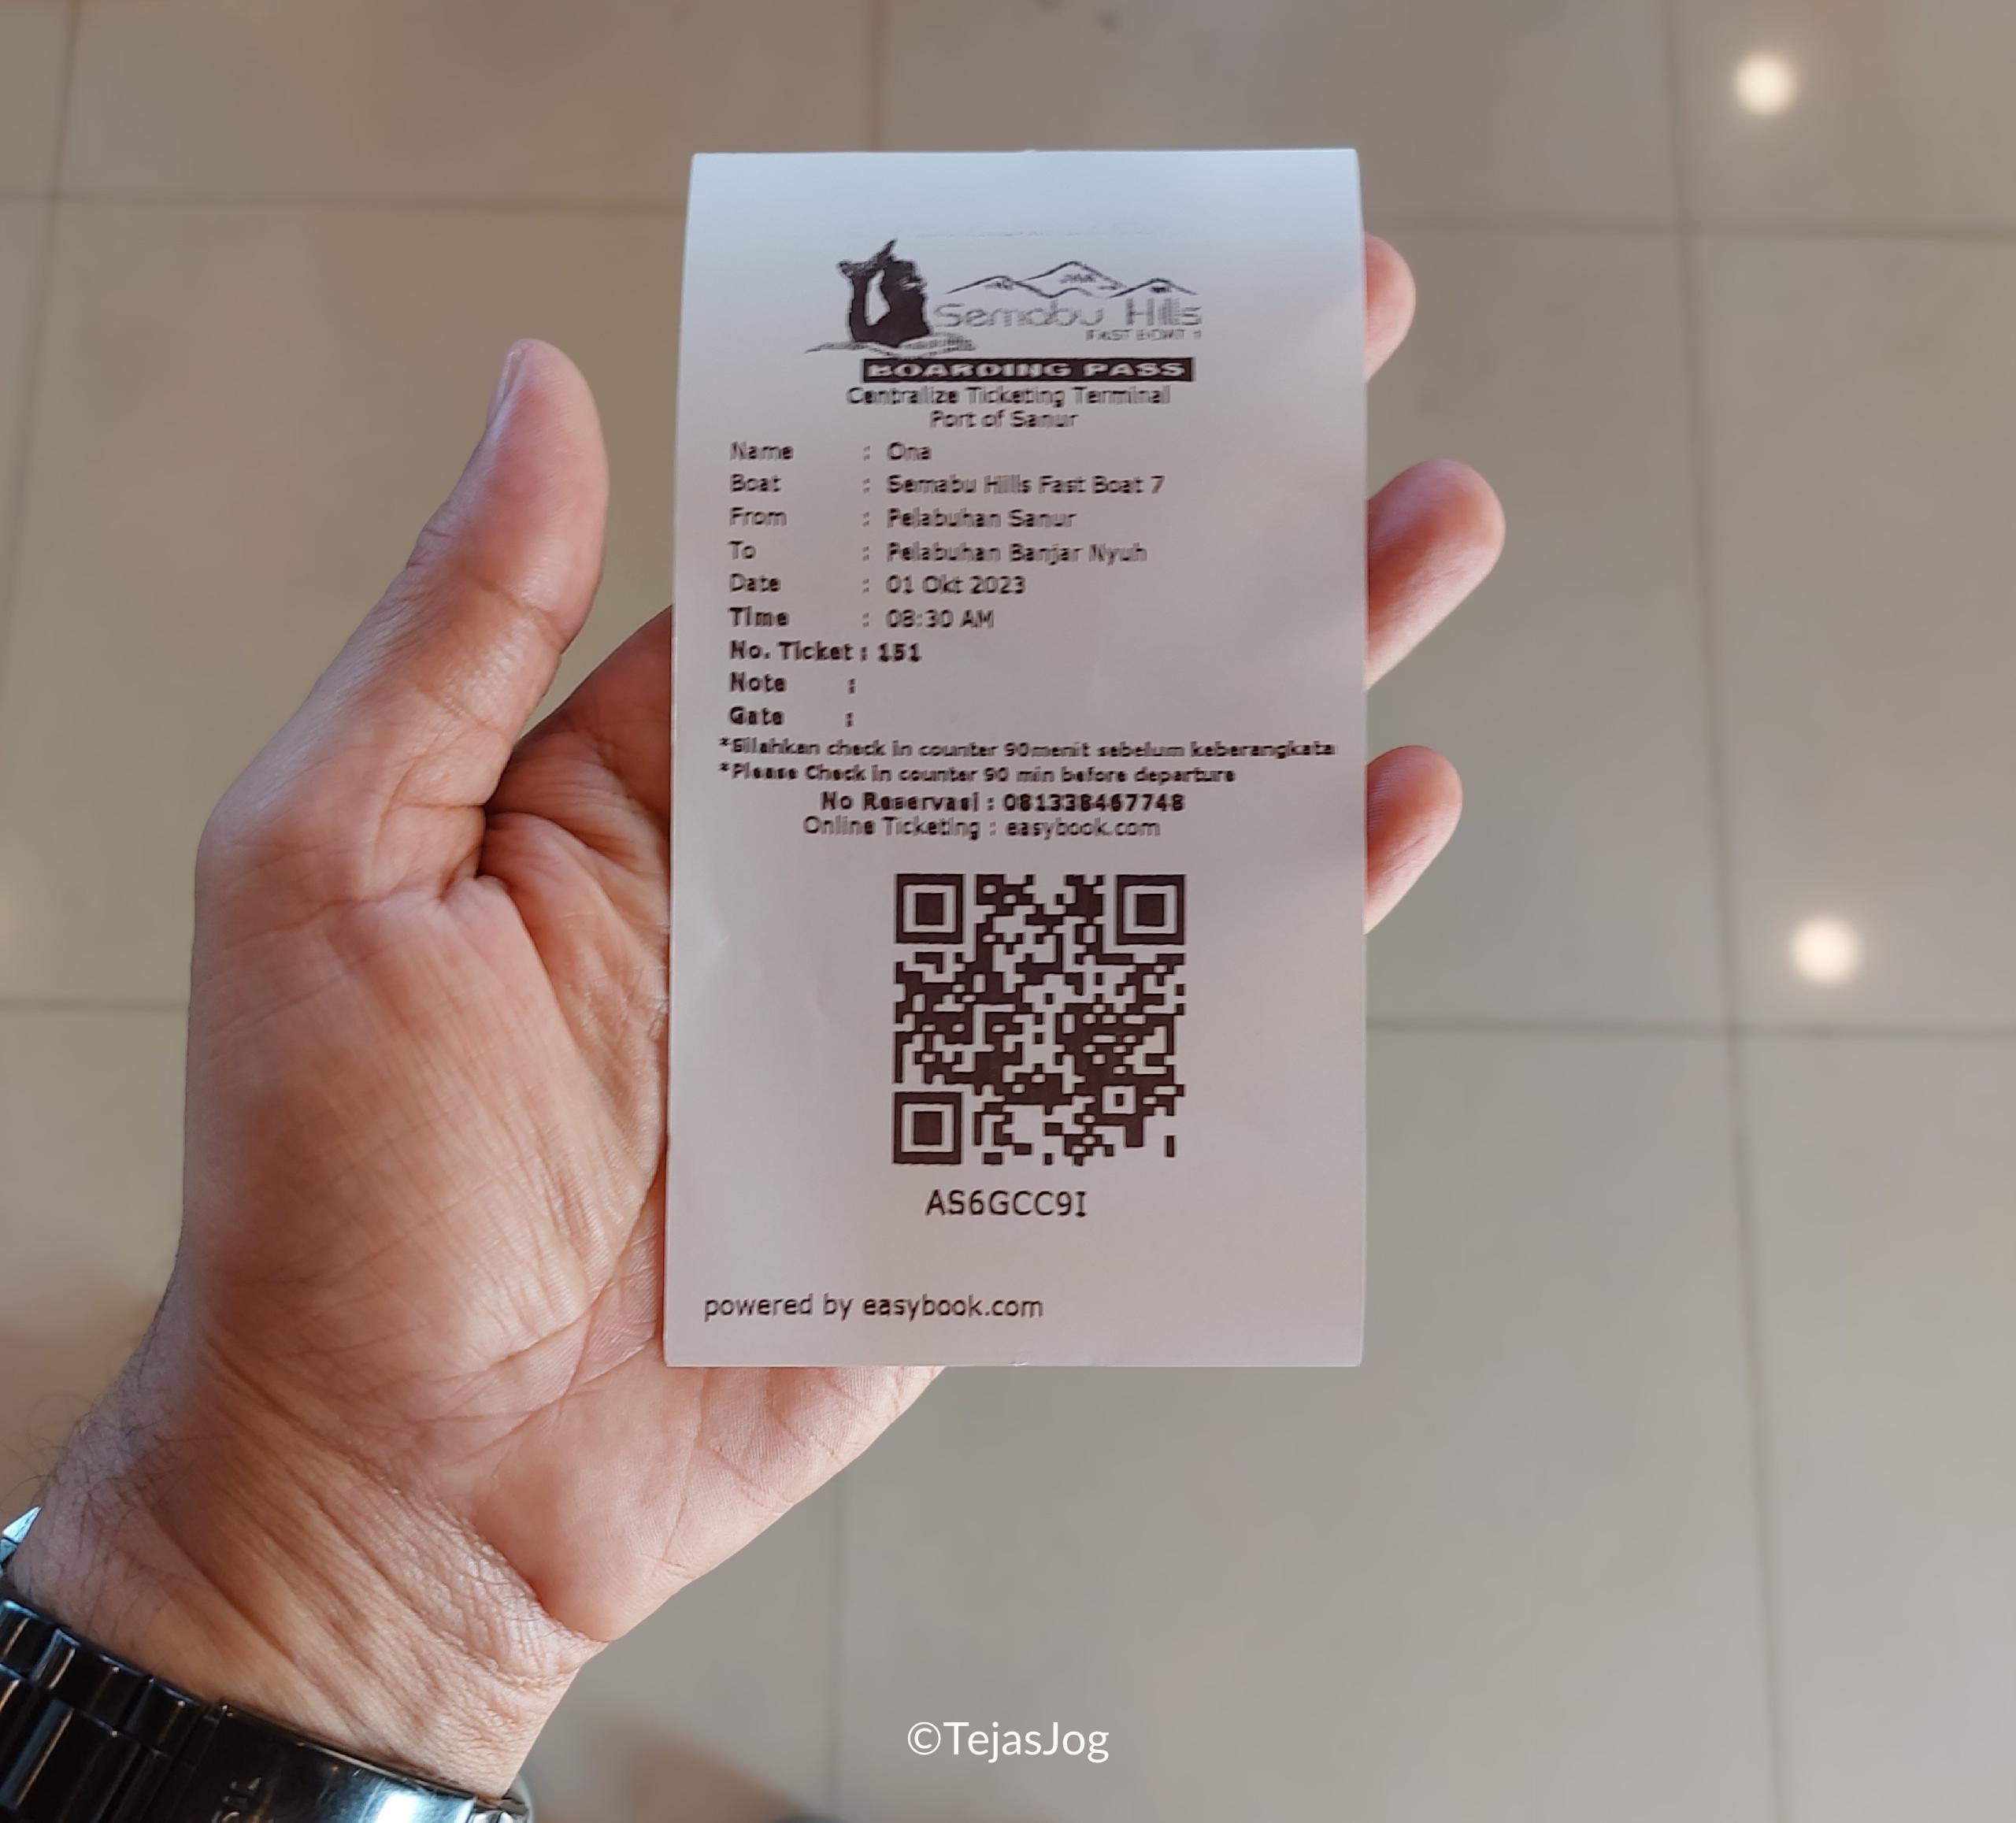 Semabu Hills
FAST BOAT 7
BOARDING PASS
Centralize Ticketing Terminal
Port of Sanur
Name : Ona
Boat : Semabu Hills Fast Boat 7
From : Pelabuhan Sanur
To : Pelabuhan Banjar Nyuh
Date : 01 Okt 2023
Time : 08:30 AM
No. Ticket : 151
Note :
Gate :
*Silahkan check in counter 90menit sebelum keberangkata
*Please Check in counter 90 min before departure
No Reservasi : 081338467748
Online Ticketing : easybook.com
AS6GCC9I
powered by easybook.com
©TejasJog